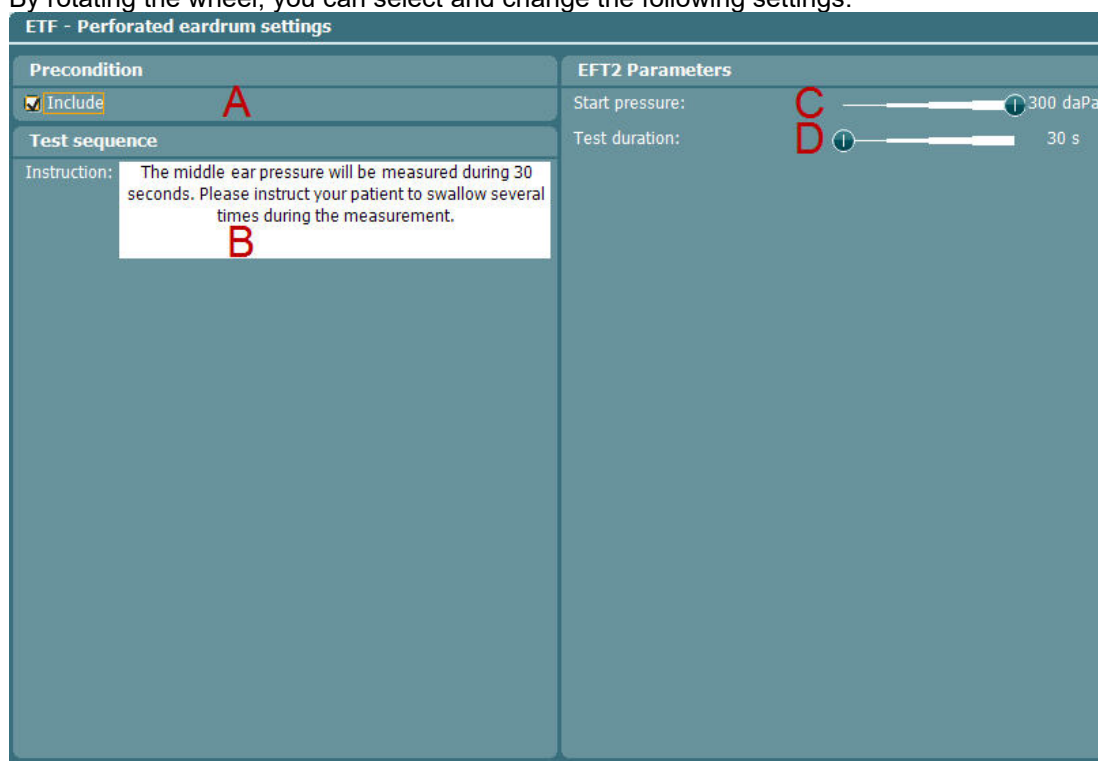 By rotating the wheel, you can select and change the following settings:
ETF - Perforated eardrum settings
Precondition
Include
A
Test sequence
Instruction:
The middle ear pressure will be measured during 30
seconds. Please instruct your patient to swallow several
times during the measurement.
B
EFT2 Parameters
Start pressure:
C
300 daPa
Test duration:
D
30 s